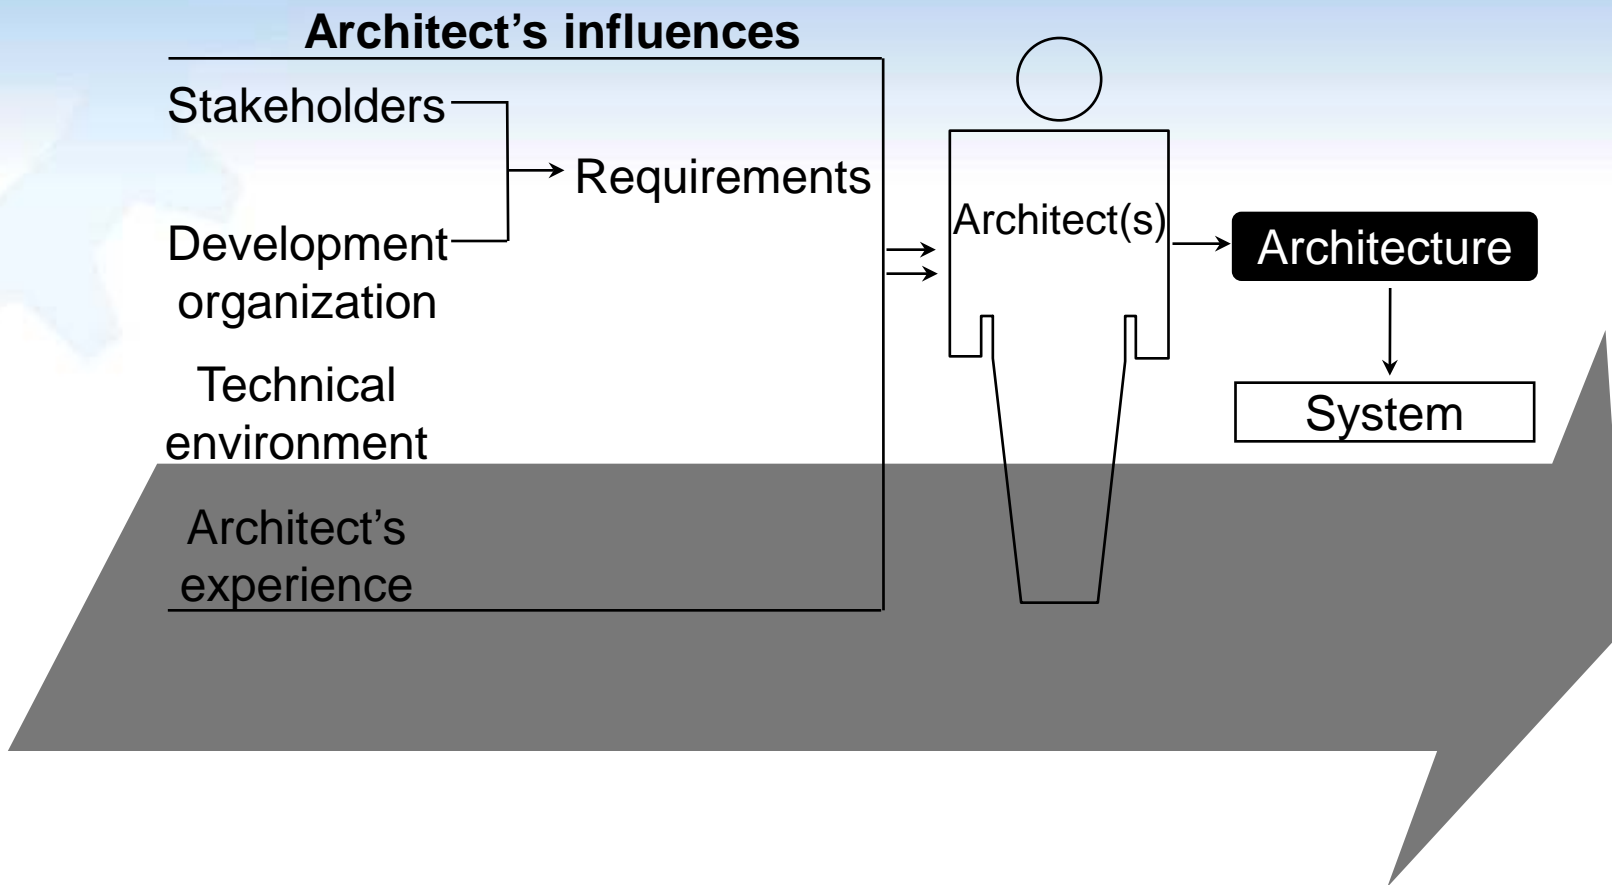 Architect’s influences
Stakeholders
Requirements
Development
organization
Technical
environment
Architect’s
experience
Architect(s)
Architecture
System